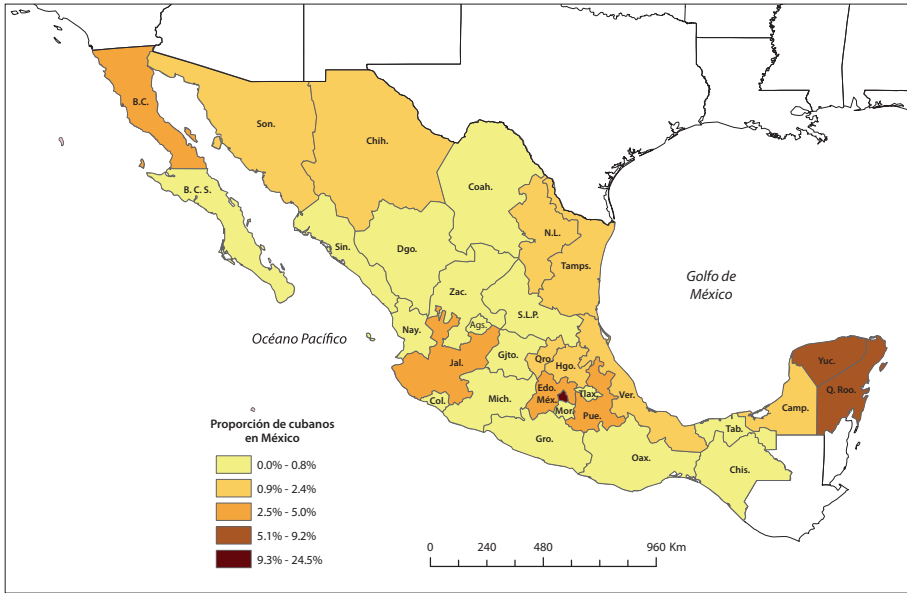 B.C.
Son.
Chih.
Coah.
B. C. S.
N.L.
Sin.
Dgo.
Tamps.
Golfo de
México
Zac.
S.L.P.
Océano Pacífico
Nay.
Ags.
Jal.
Gjto.
Qro.
Hgo.
Yuc.
Q. Roo.
Edo.
Méx.
Tlax.
Ver.
Camp.
Col.
Mich.
Mor.
Pue.
Tab.
Gro.
Oax.
Chis.
Proporción de cubanos
en México
0.0% - 0.8%
0.9% - 2.4%
2.5% - 5.0%
5.1% - 9.2%
9.3% - 24.5%
0 240 480 960 Km